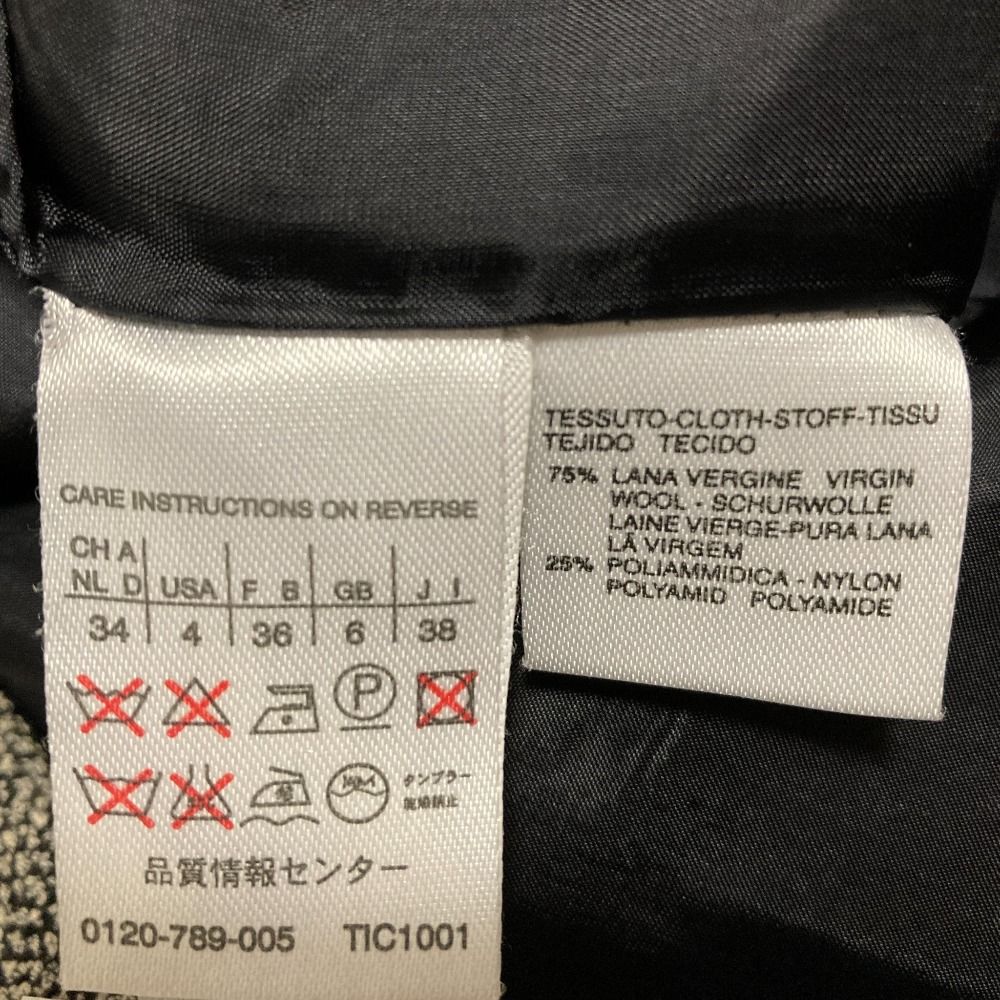 CARE INSTRUCTIONS ON REVERSE
CH A
NL D USA F B GB J I
34 4 36 6 38
P
タンブラー
乾燥禁止
品質情報センター
0120-789-005 TIC1001
TESSUTO-CLOTH-STOFF-TISSU
TEJIDO TECIDO
75% LANA VERGINE VIRGIN
WOOL - SCHURWOLLE
LAINE VIERGE-PURA LANA
LÃ VIRGEM
25% POLIAMMIDICA - NYLON
POLYAMID POLYAMIDE